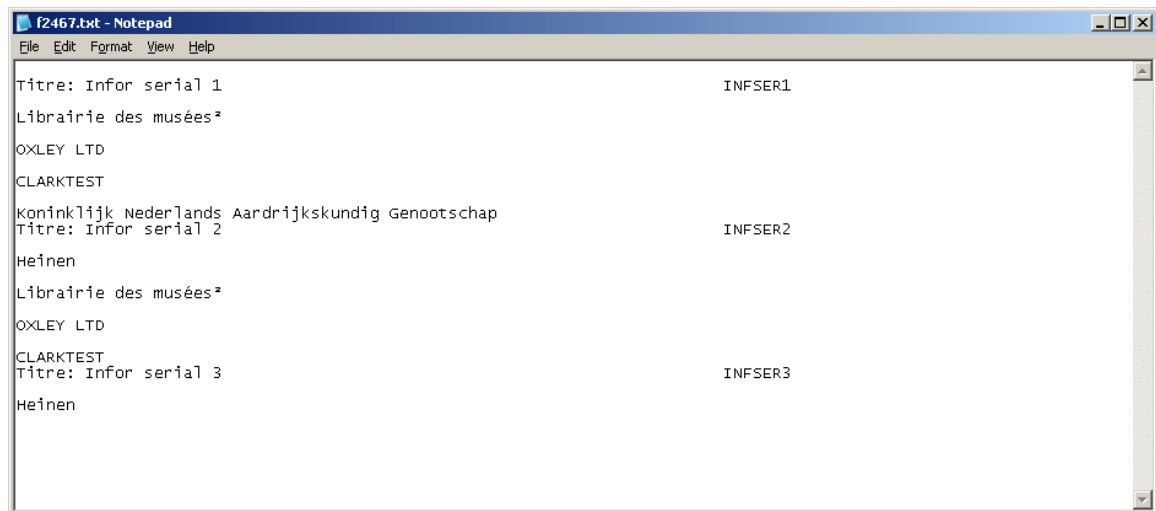 f2467.txt - Notepad
File Edit Format View Help
Titre: Infor serial 1 INFSER1
Librairie des musées²
OXLEY LTD
CLARKTEST
Koninklijk Nederlands Aardrijkskundig Genootschap
Titre: Infor serial 2 INFSER2
Heinen
Librairie des musées²
OXLEY LTD
CLARKTEST
Titre: Infor serial 3 INFSER3
Heinen